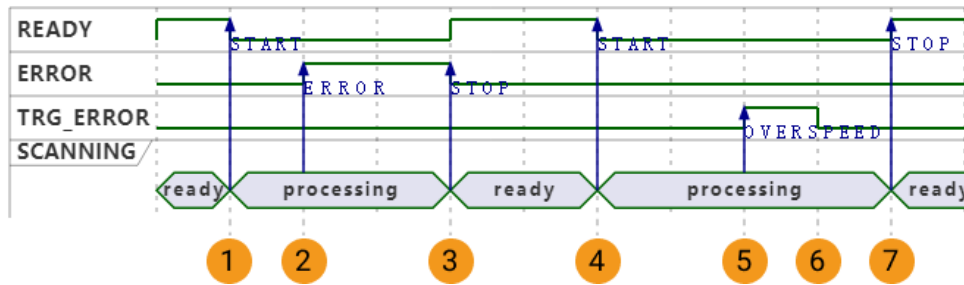 READY
START START STOP
ERROR
ERROR STOP
TRG_ERROR
OVERSPEED
SCANNING
ready processing ready processing ready
1 2 3 4 5 6 7